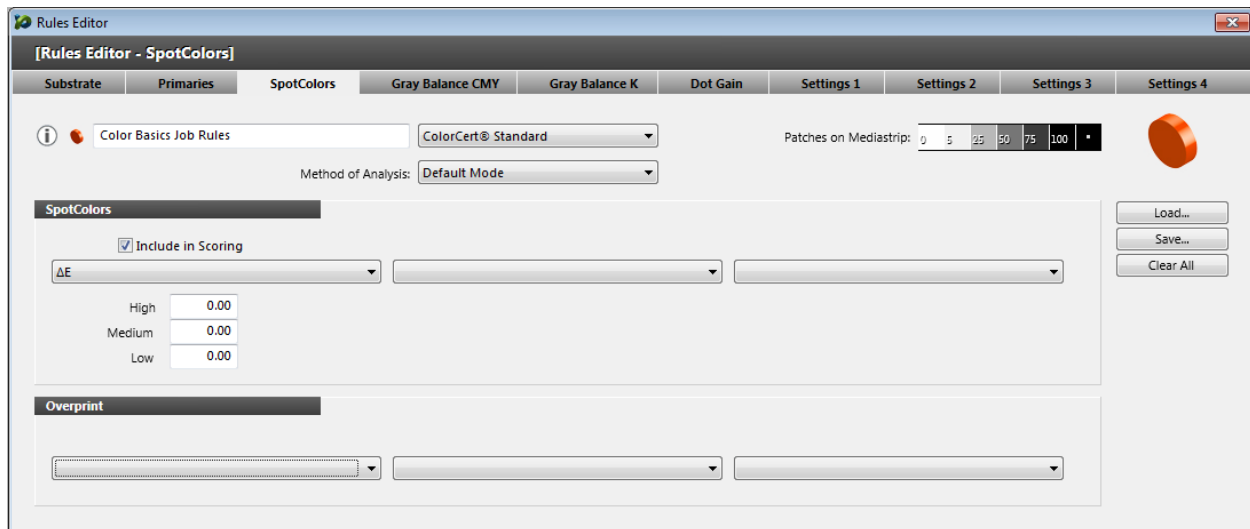 Rules Editor
[Rules Editor - SpotColors]
Substrate Primaries SpotColors Gray Balance CMY Gray Balance K Dot Gain Settings 1 Settings 2 Settings 3 Settings 4
i Color Basics Job Rules ColorCert® Standard Patches on Mediastrip: 0 5 25 50 75 100 *
Method of Analysis: Default Mode
SpotColors
Load...
Include in Scoring Save...
ΔE Clear All
High 0.00
Medium 0.00
Low 0.00
Overprint